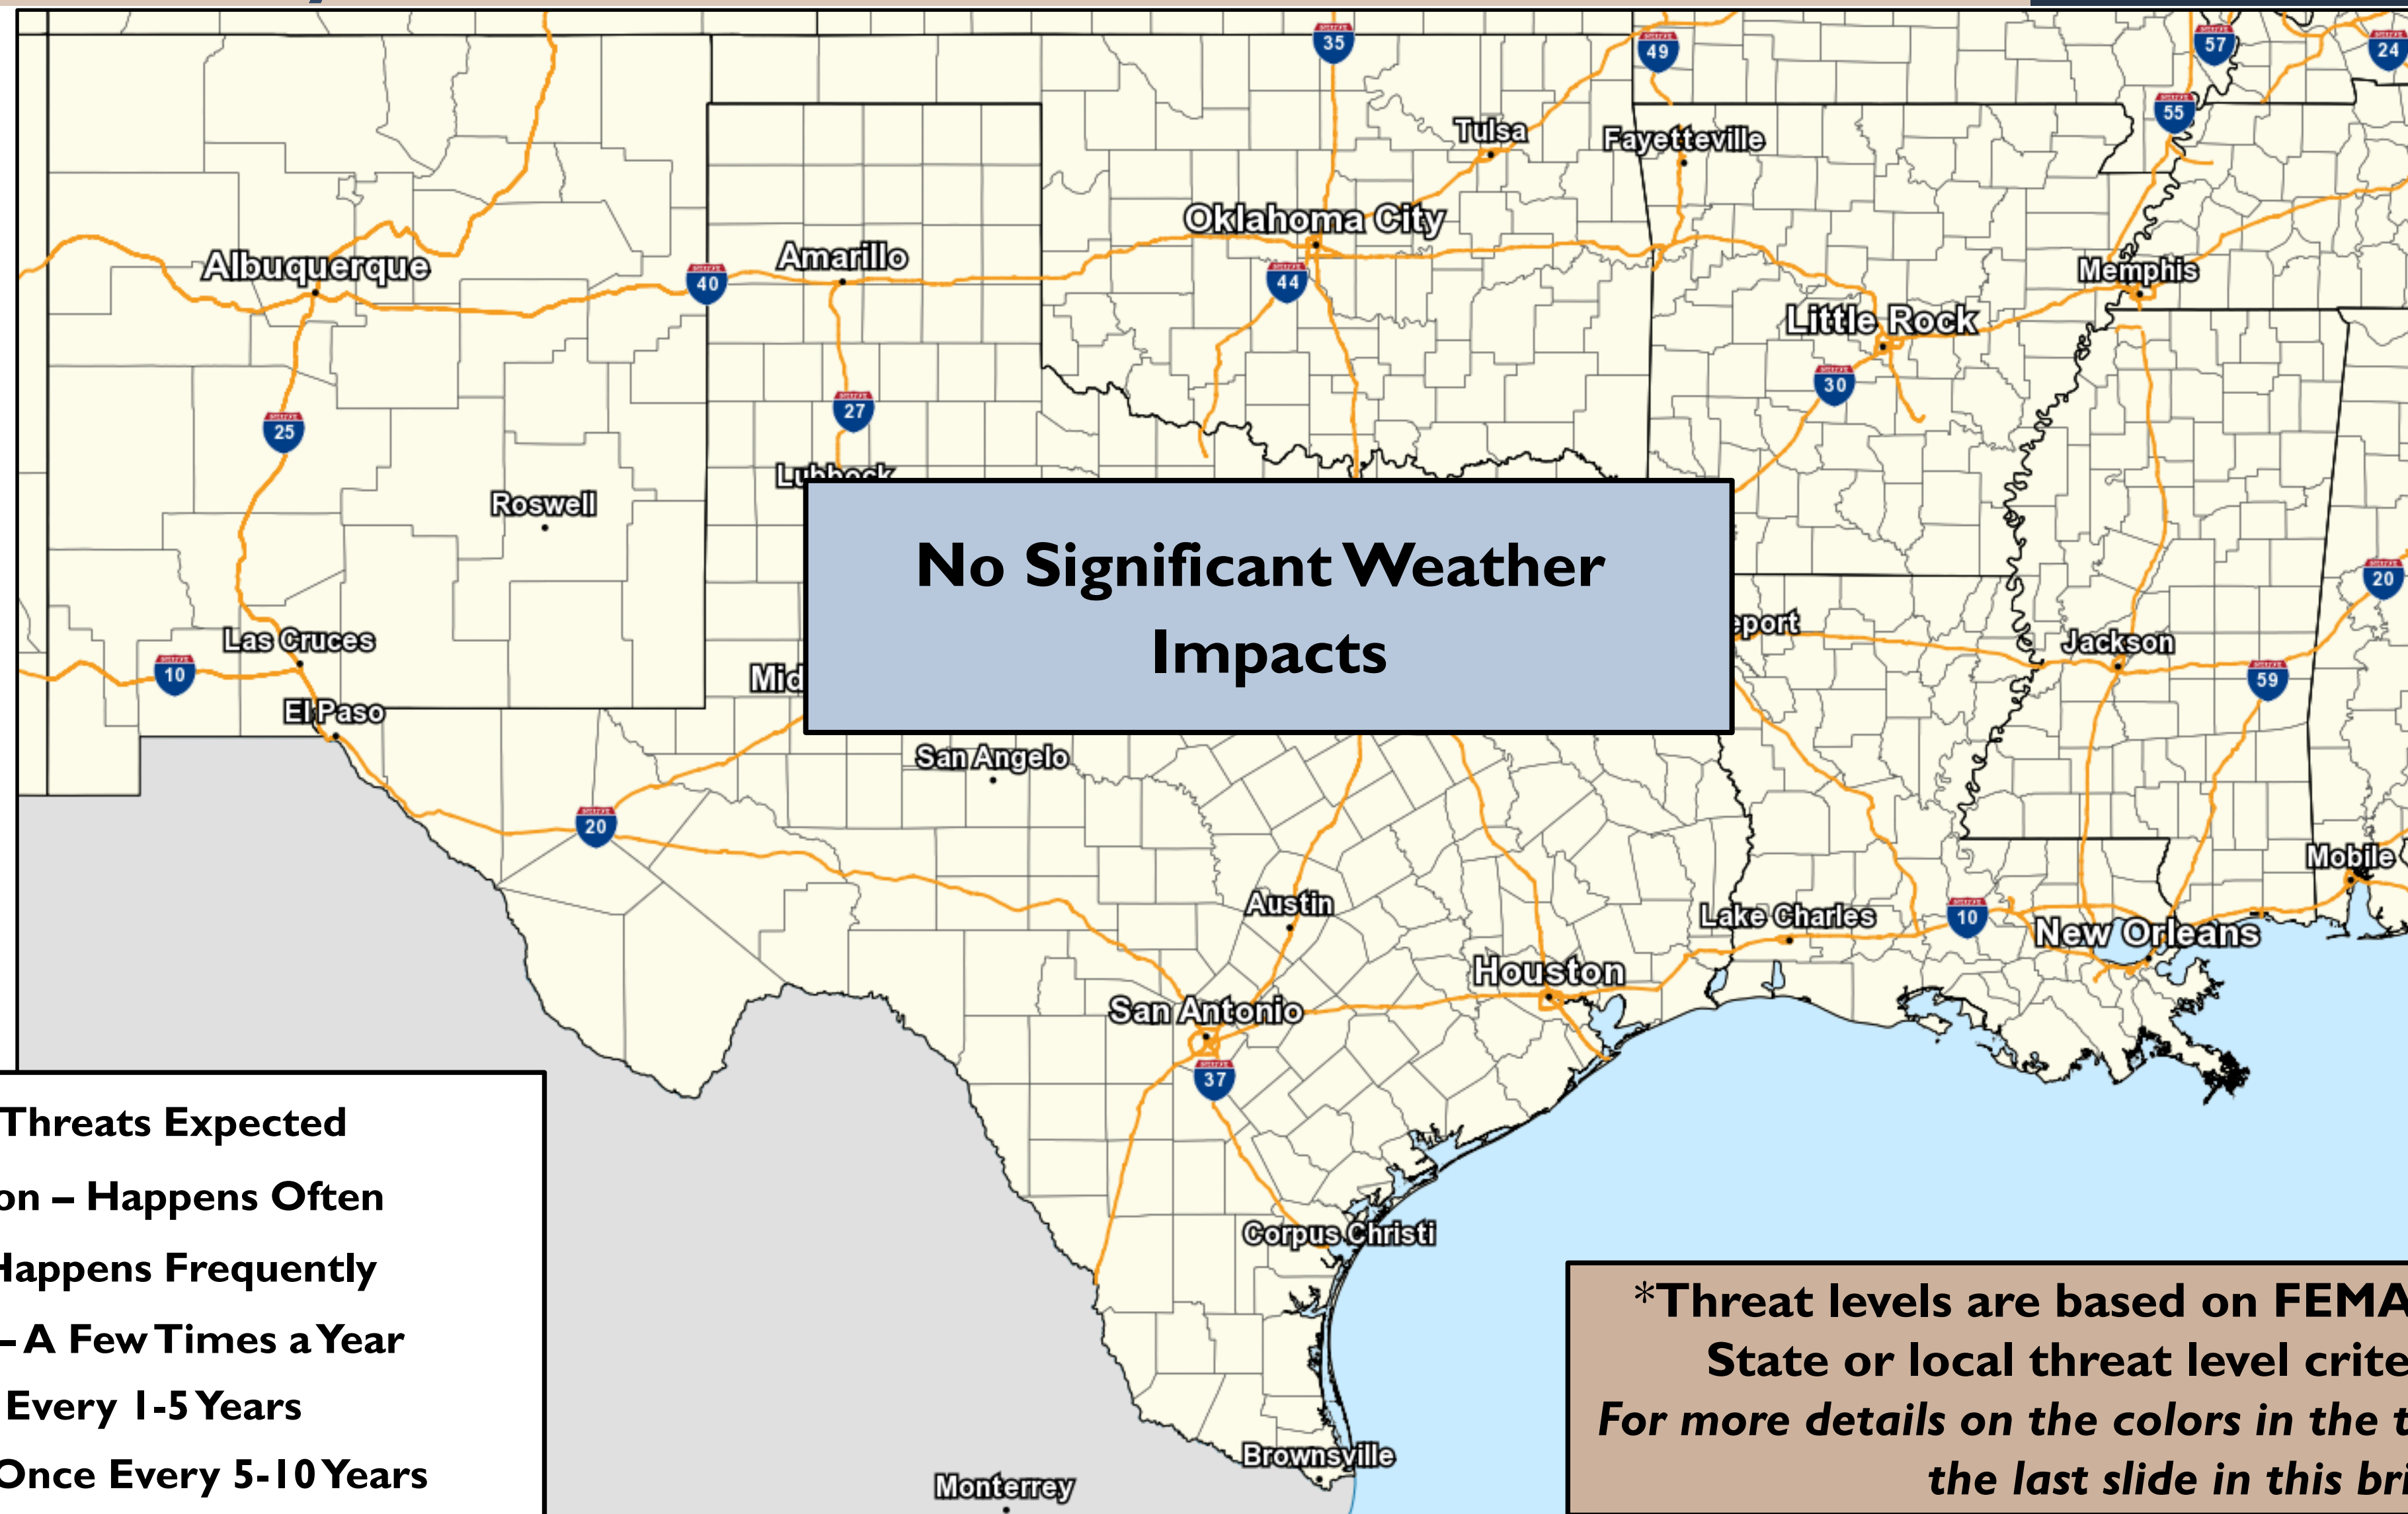 35
49
57
24
55
Tulsa
Fayetteville
Oklahoma City
Albuquerque
Amarillo
40
44
Memphis
Little Rock
30
27
25
Lubbock
Roswell
No Significant Weather
Impacts
20
eport
Las Cruces
Jackson
10
Mid
59
El Paso
San Angelo
20
Mobile
Austin
Lake Charles
10
New Orleans
Houston
San Antonio
37
Threats Expected
on – Happens Often
Happens Frequently
– A Few Times a Year
Every 1-5 Years
Once Every 5-10 Years
Corpus Christi
Brownsville
Monterrey
*Threat levels are based on FEMA
State or local threat level crite
For more details on the colors in the t
the last slide in this bri